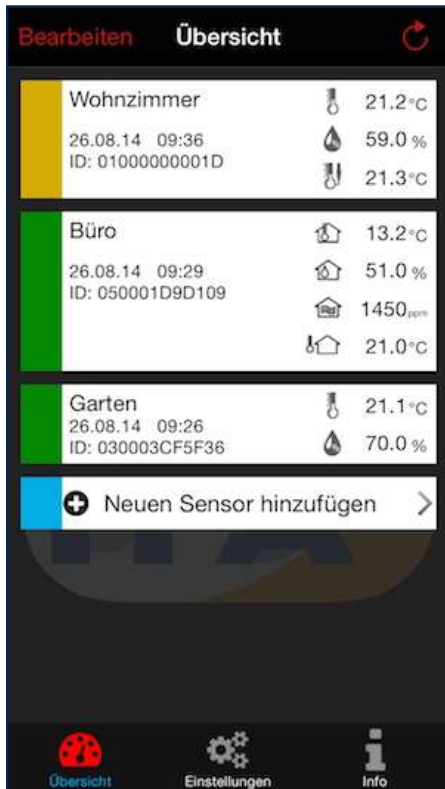 Bearbeiten Übersicht
Wohnzimmer 21.2°C
26.08.14 09:36 59.0 %
ID: 01000000001D 21.3°C
Büro 13.2°C
26.08.14 09:29 51.0 %
ID: 050001D9D109
1450ppm
21.0°C
Garten 21.1°C
26.08.14 09:26
ID: 030003CF5F36 70.0 %
Neuen Sensor hinzufügen
Übersicht Einstellungen Info